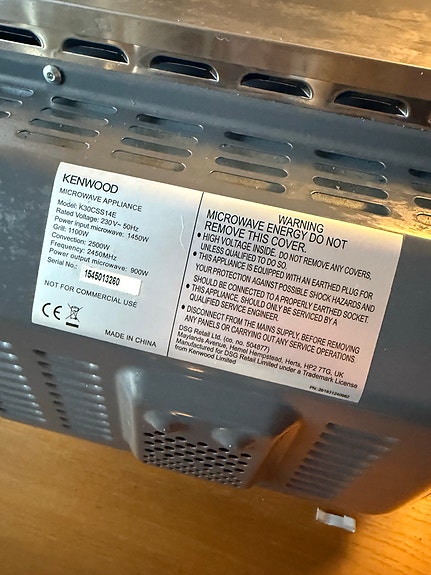 KENWOOD
MICROWAVE APPLIANCE
Model: K30CSS14E
Rated Voltage: 230V~ 50Hz
Power input microwave: 1450W
Grill: 1100W
Convection: 2500W
Frequency: 2450MHz
Power output microwave: 900W
Serial No.: 1545013260
NOT FOR COMMERCIAL USE
CE
MADE IN CHINA
WARNING
MICROWAVE ENERGY DO NOT
REMOVE THIS COVER.
• HIGH VOLTAGE INSIDE. DO NOT REMOVE ANY COVERS,
UNLESS QUALIFIED TO DO SO.
• THIS APPLIANCE IS EQUIPPED WITH AN EARTHED PLUG FOR
YOUR PROTECTION AGAINST POSSIBLE SHOCK HAZARDS AND
SHOULD BE CONNECTED TO A PROPERLY EARTHED SOCKET.
• THIS APPLIANCE, SHOULD ONLY BE SERVICED BY A
QUALIFIED SERVICE ENGINEER.
• DISCONNECT FROM THE MAINS SUPPLY, BEFORE REMOVING
ANY PANELS OR CARRYING OUT ANY SERVICE OPERATIONS.
DSG Retail Ltd. (co. no. 504877)
Maylands Avenue, Hemel Hempstead, Herts, HP2 7TG, UK
Manufactured for DSG Retail Limited under a Trademark License
from Kenwood Limited